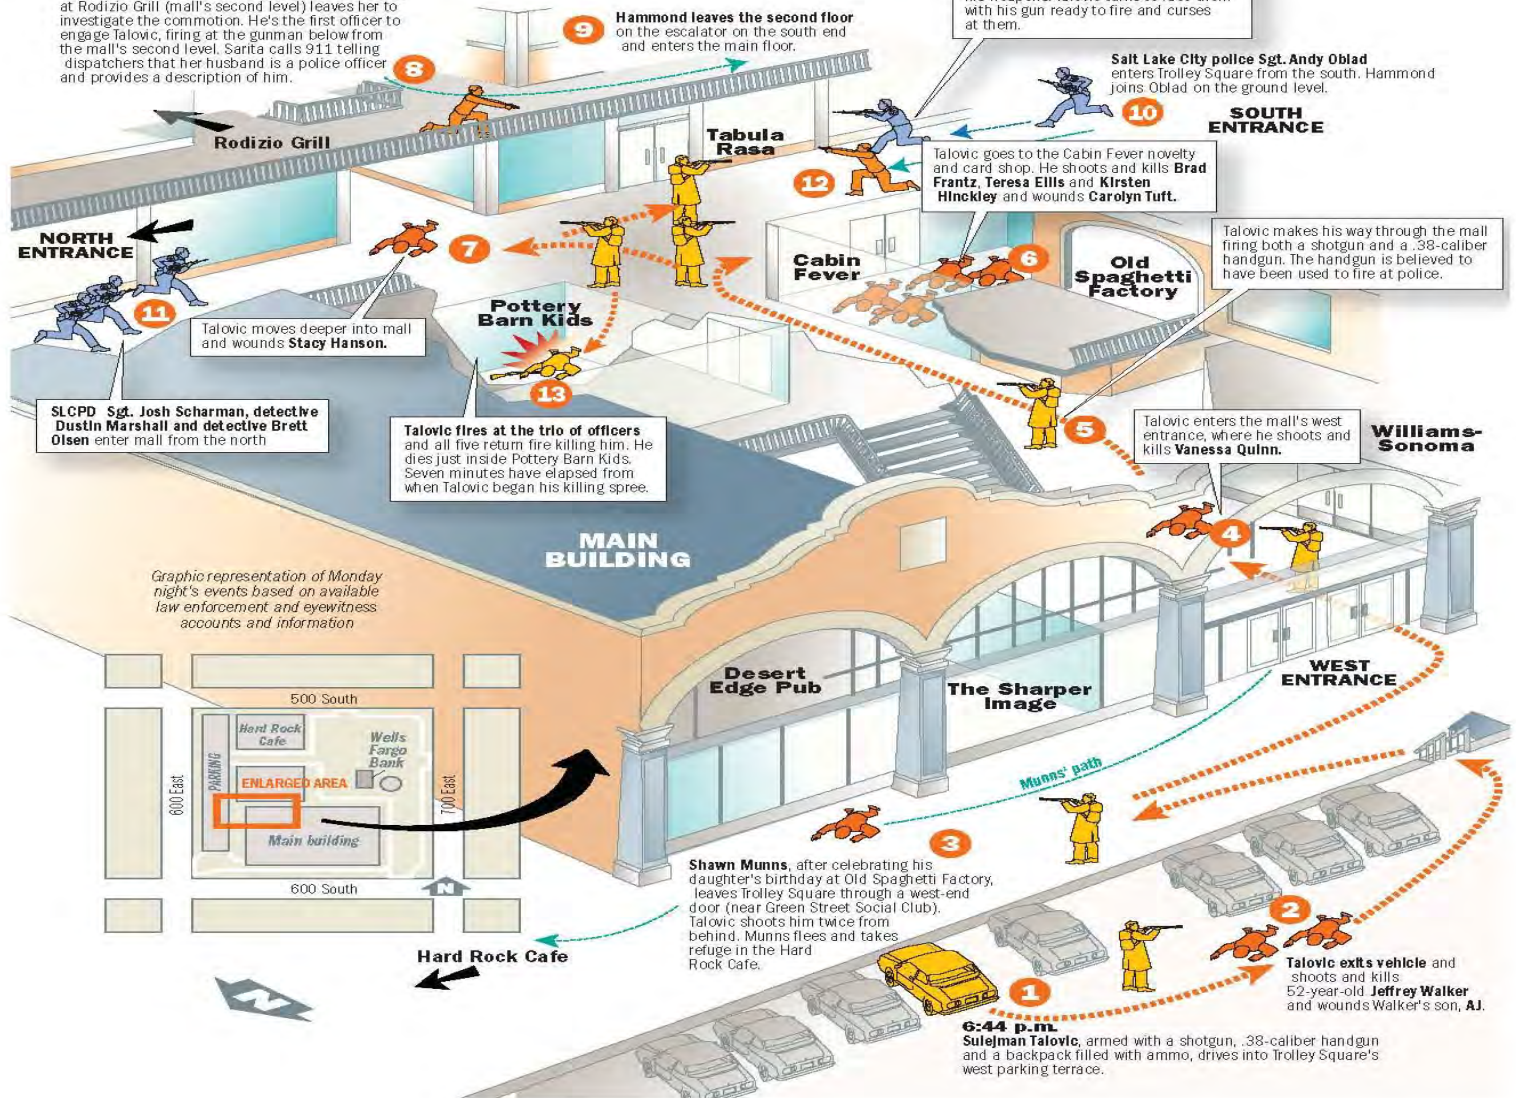 at Rodizio Grill (mall's second level) leaves her to
investigate the commotion. He's the first officer to
engage Talovic, firing at the gunman below from
the mall's second level. Sarita calls 911 telling
dispatchers that her husband is a police officer
and provides a description of him.
8
9
Hammond leaves the second floor
on the escalator on the south end
and enters the main floor.
with his gun ready to fire and curses
at them.
Salt Lake City police Sgt. Andy Oblad
enters Trolley Square from the south. Hammond
joins Oblad on the ground level.
10
SOUTH
ENTRANCE
Rodizio Grill
Tabula
Rasa
12
Talovic goes to the Cabin Fever novelty
and card shop. He shoots and kills Brad
Frantz, Teresa Ellis and Kirsten
Hinckley and wounds Carolyn Tuft.
NORTH
ENTRANCE
7
Cabin
Fever
6
Old
Spaghetti
Factory
Talovic makes his way through the mall
firing both a shotgun and a .38-caliber
handgun. The handgun is believed to
have been used to fire at police.
11
Talovic moves deeper into mall
and wounds Stacy Hanson.
Pottery
Barn Kids
13
SLCPD Sgt. Josh Scharman, detective
Dustin Marshall and detective Brett
Olsen enter mall from the north
Talovic fires at the trio of officers
and all five return fire killing him. He
dies just inside Pottery Barn Kids.
Seven minutes have elapsed from
when Talovic began his killing spree.
5
Talovic enters the mall's west
entrance, where he shoots and
kills Vanessa Quinn.
Williams-
Sonoma
4
MAIN
BUILDING
Graphic representation of Monday
night's events based on available
law enforcement and eyewitness
accounts and information
Desert
Edge Pub
The Sharper
Image
WEST
ENTRANCE
500 South
Hard Rock
Cafe
Wells
Fargo
Bank
PARKING
ENLARGED AREA
600 East
700 East
Main building
600 South
N
Munns' path
3
Shawn Munns, after celebrating his
daughter's birthday at Old Spaghetti Factory,
leaves Trolley Square through a west-end
door (near Green Street Social Club).
Talovic shoots him twice from
behind. Munns flees and takes
refuge in the Hard
Rock Cafe.
Hard Rock Cafe
N
2
Talovic exits vehicle and
shoots and kills
52-year-old Jeffrey Walker
and wounds Walker's son, AJ.
1
6:44 p.m.
Sulejman Talovic, armed with a shotgun, .38-caliber handgun
and a backpack filled with ammo, drives into Trolley Square's
west parking terrace.